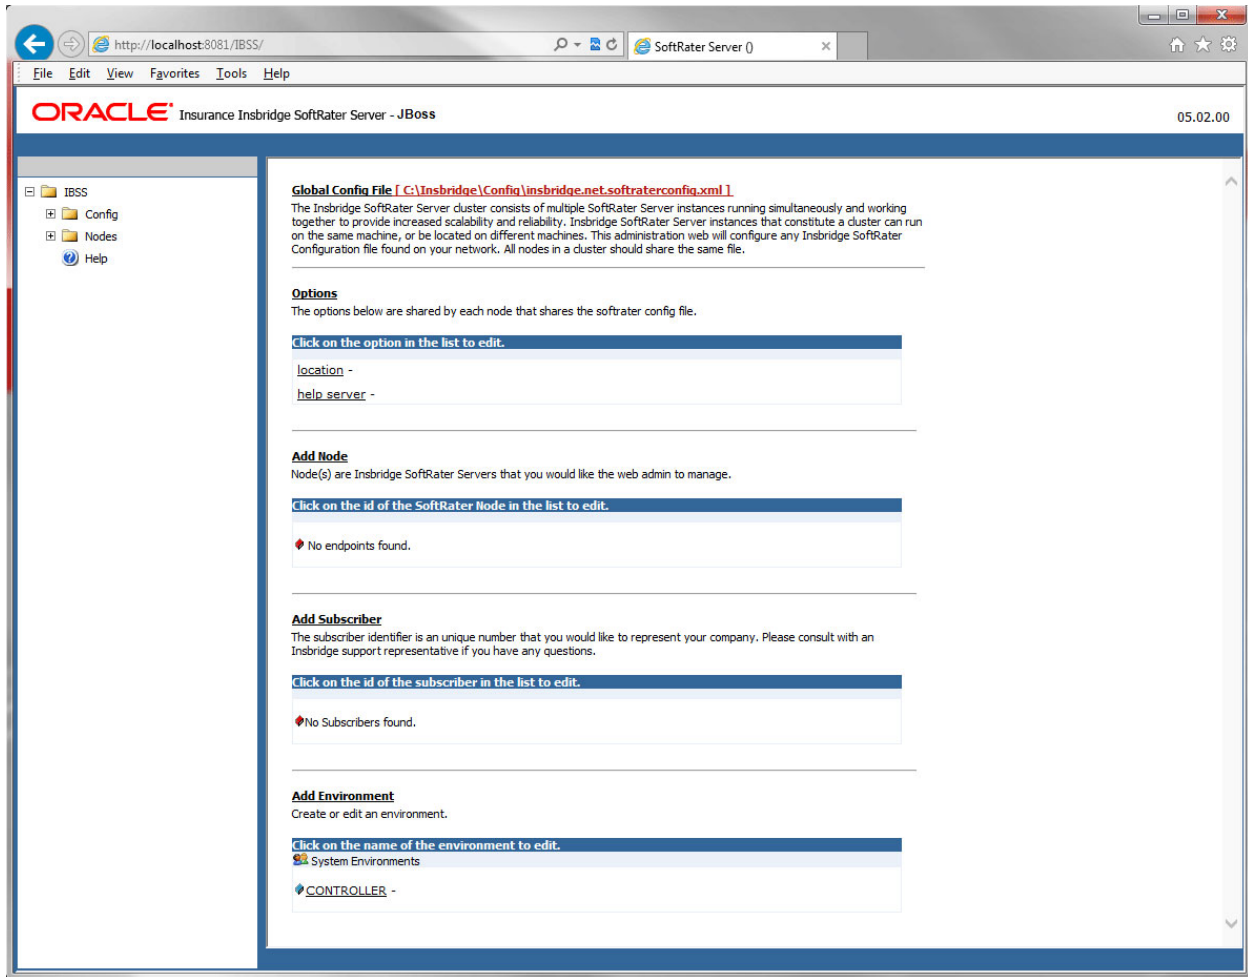 http://localhost:8081/IBSS/
SoftRater Server ()
File Edit View Favorites Tools Help
ORACLE Insurance Insbridge SoftRater Server - JBoss
05.02.00
IBSS
Config
Nodes
Help
Global Config File [ C:\Insbridge\Config\insbridge.net.softraterconfig.xml ]
The Insbridge SoftRater Server cluster consists of multiple SoftRater Server instances running simultaneously and working
together to provide increased scalability and reliability. Insbridge SoftRater Server instances that constitute a cluster can run
on the same machine, or be located on different machines. This administration web will configure any Insbridge SoftRater
Configuration file found on your network. All nodes in a cluster should share the same file.
Options
The options below are shared by each node that shares the softrater config file.
Click on the option in the list to edit.
location -
help server -
Add Node
Node(s) are Insbridge SoftRater Servers that you would like the web admin to manage.
Click on the id of the SoftRater Node in the list to edit.
No endpoints found.
Add Subscriber
The subscriber identifier is an unique number that you would like to represent your company. Please consult with an
Insbridge support representative if you have any questions.
Click on the id of the subscriber in the list to edit.
No Subscribers found.
Add Environment
Create or edit an environment.
Click on the name of the environment to edit.
System Environments
CONTROLLER -